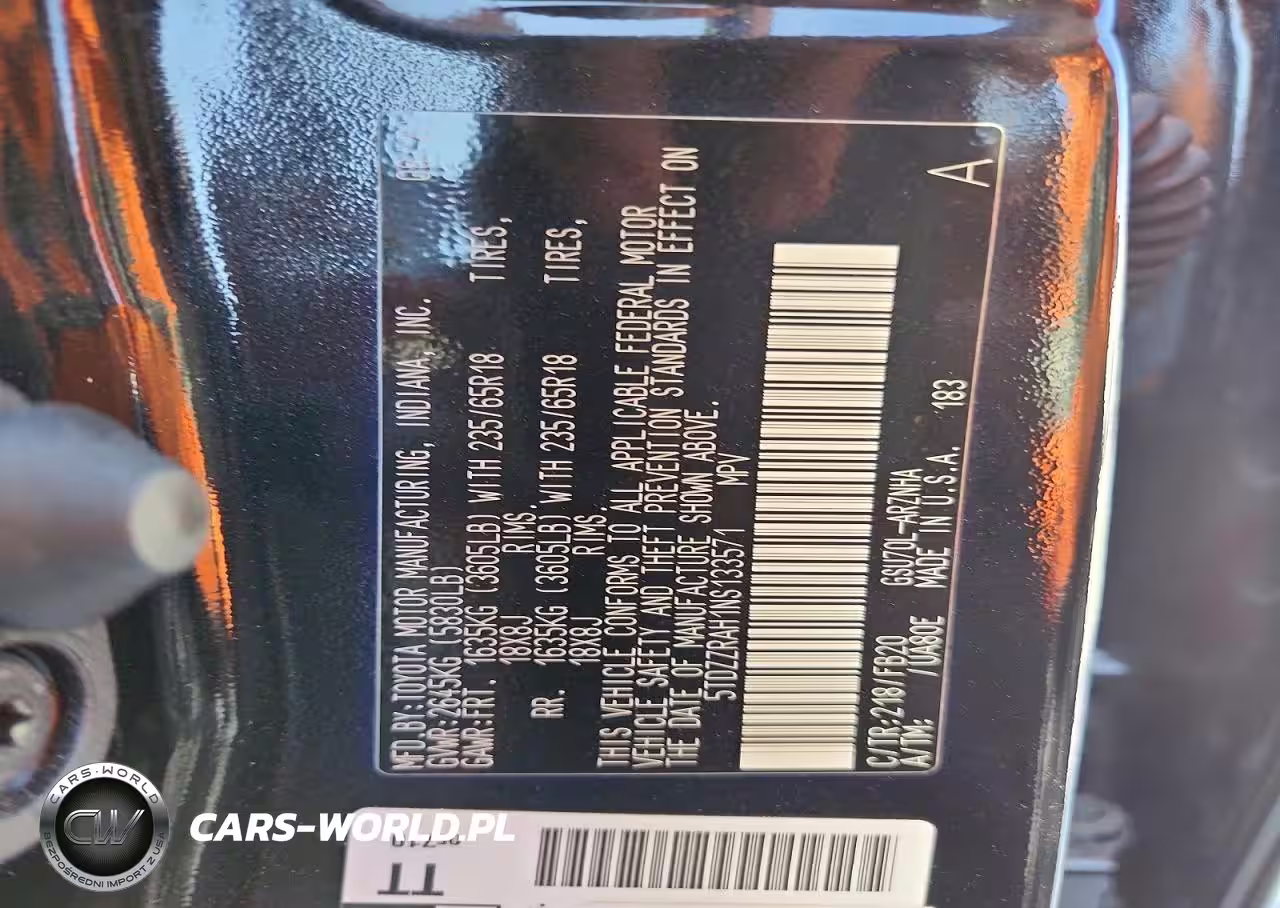 MFD.BY:TOYOTA MOTOR MANUFACTURING, INDIANA, INC.
GVWR:2645KG (5830LB)
GAWR:FRT. 1635KG (3605LB) WITH 235/65R18 TIRES,
18X8J RIMS.
RR. 1635KG (3605LB) WITH 235/65R18 TIRES,
18X8J RIMS.
THIS VEHICLE CONFORMS TO ALL APPLICABLE FEDERAL MOTOR
VEHICLE SAFETY AND THEFT PREVENTION STANDARDS IN EFFECT ON
THE DATE OF MANUFACTURE SHOWN ABOVE.
5TDZZRAH1NS133571 MPV
C/TR:218/FB20 GSU70L-ARZNHA
A/TM: /UA80E MADE IN U.S.A. 183
A
TT
CARS-WORLD
CW
BEZPOŚREDNI IMPORT Z USA
CARS-WORLD.PL